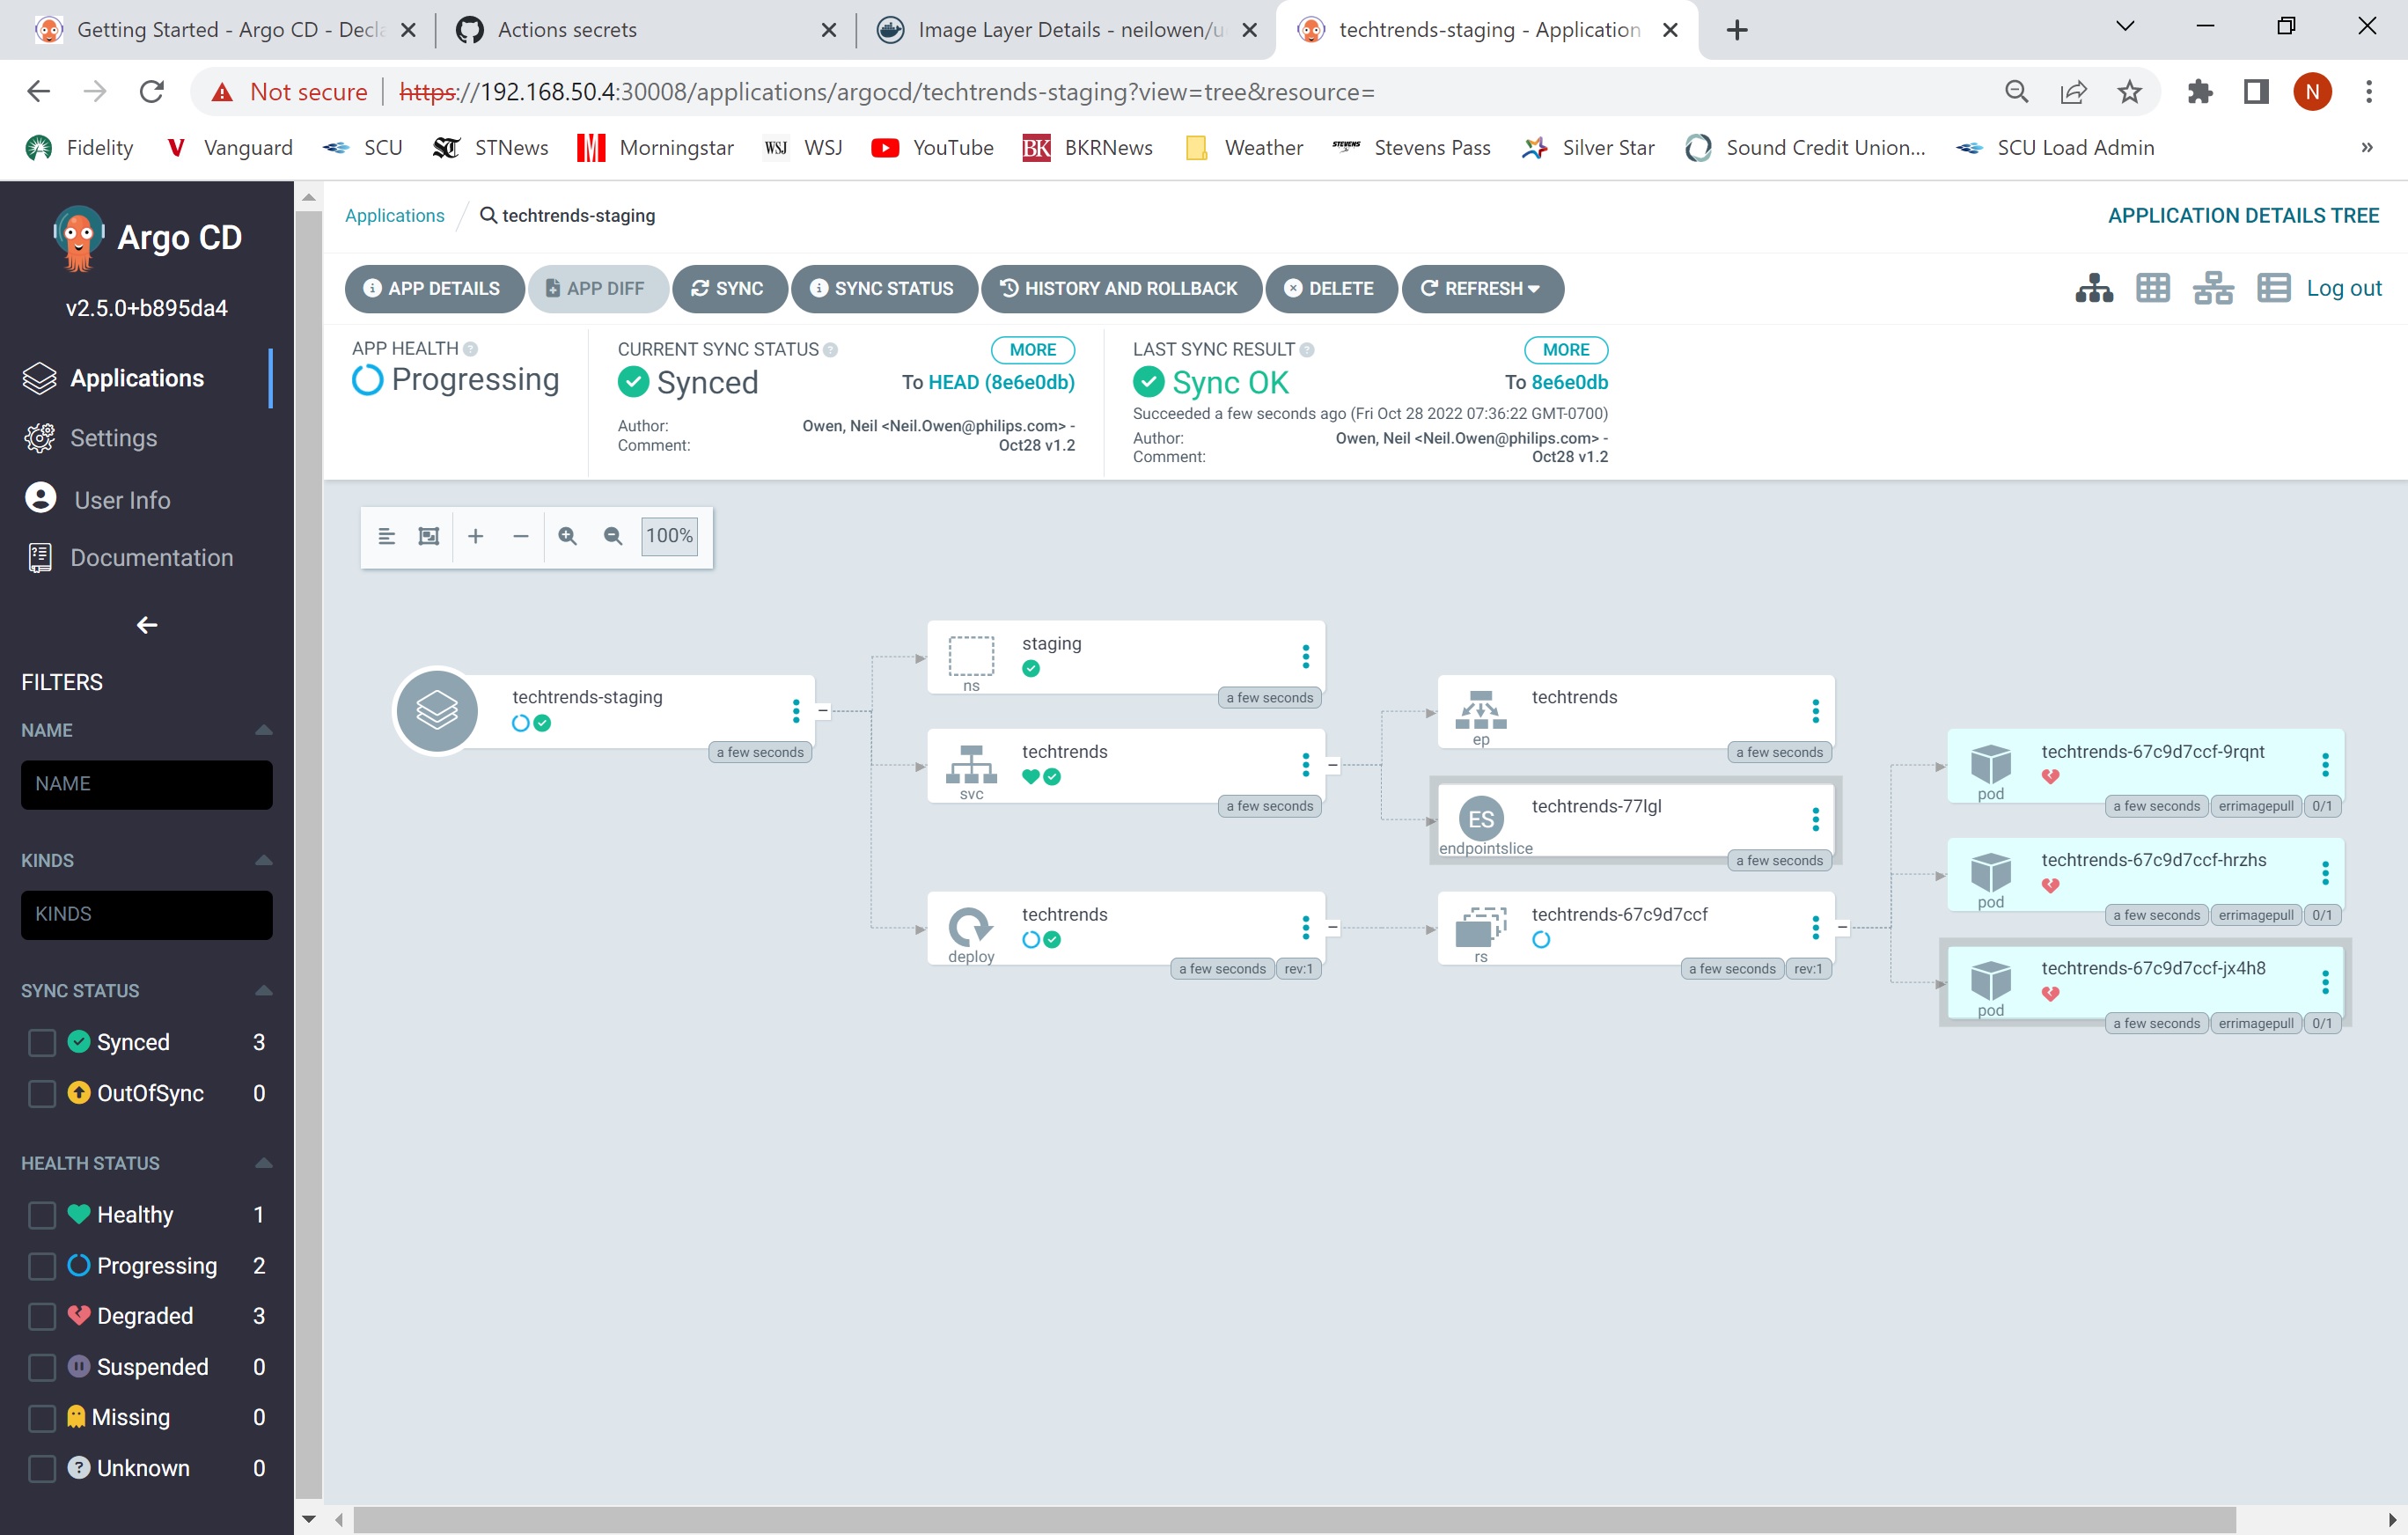 Getting Started - Argo CD - Decla
Actions secrets
Image Layer Details - neilowen/u
techtrends-staging - Application
Not secure https://192.168.50.4:30008/applications/argocd/techtrends-staging?view=tree&resource=
N
Fidelity
Vanguard
SCU
STNews
Morningstar
WSJ WSJ
YouTube
BK BKRNews
Weather
STEVENS Stevens Pass
Silver Star
Sound Credit Union...
SCU Load Admin
»
Argo CD
v2.5.0+b895da4
Applications
Settings
User Info
Documentation
FILTERS
NAME
NAME
KINDS
KINDS
SYNC STATUS
Synced 3
OutOfSync 0
HEALTH STATUS
Healthy 1
Progressing 2
Degraded 3
Suspended 0
Missing 0
Unknown 0
Applications / techtrends-staging
APPLICATION DETAILS TREE
APP DETAILS
APP DIFF
SYNC
SYNC STATUS
HISTORY AND ROLLBACK
DELETE
REFRESH
Log out
APP HEALTH
Progressing
CURRENT SYNC STATUS MORE
Synced To HEAD (8e6e0db)
Author: Owen, Neil <Neil.Owen@philips.com> -
Comment: Oct28 v1.2
LAST SYNC RESULT MORE
Sync OK To 8e6e0db
Succeeded a few seconds ago (Fri Oct 28 2022 07:36:22 GMT-0700)
Author: Owen, Neil <Neil.Owen@philips.com> -
Comment: Oct28 v1.2
100%
techtrends-staging
a few seconds
staging
ns
a few seconds
techtrends
svc
a few seconds
techtrends
deploy
a few seconds rev:1
techtrends
ep
a few seconds
ES
techtrends-77lgl
endpointslice
a few seconds
techtrends-67c9d7ccf
rs
a few seconds rev:1
techtrends-67c9d7ccf-9rqnt
pod
a few seconds errimagepull 0/1
techtrends-67c9d7ccf-hrzhs
pod
a few seconds errimagepull 0/1
techtrends-67c9d7ccf-jx4h8
pod
a few seconds errimagepull 0/1